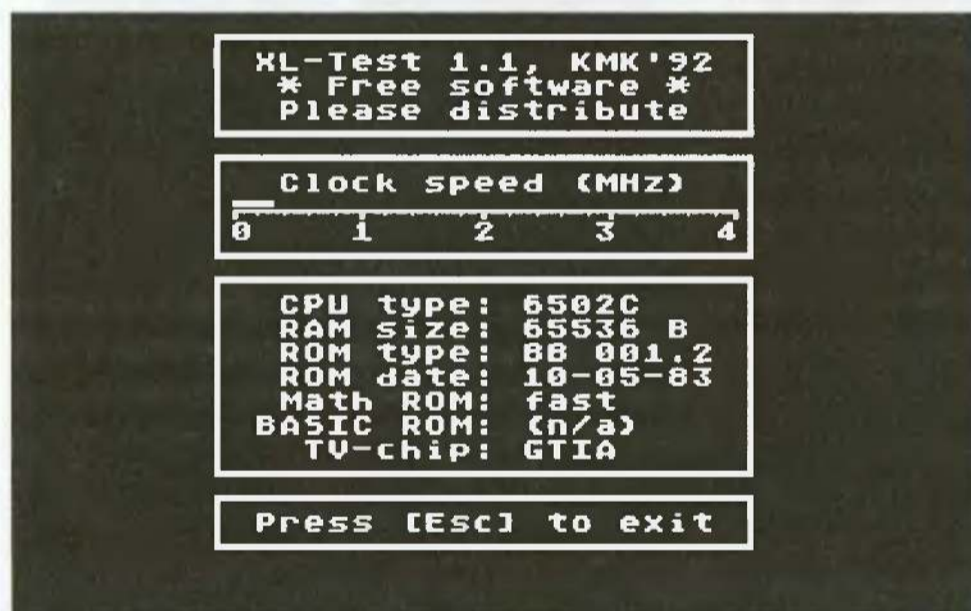 XL-Test 1.1, KMK'92
* Free software *
Please distribute
Clock speed (MHz)
0 1 2 3 4
CPU type: 6502C
RAM size: 65536 B
ROM type: BB 001.2
ROM date: 10-05-83
Math ROM: fast
BASIC ROM: (n/a)
TV-chip: GTIA
Press [Esc] to exit